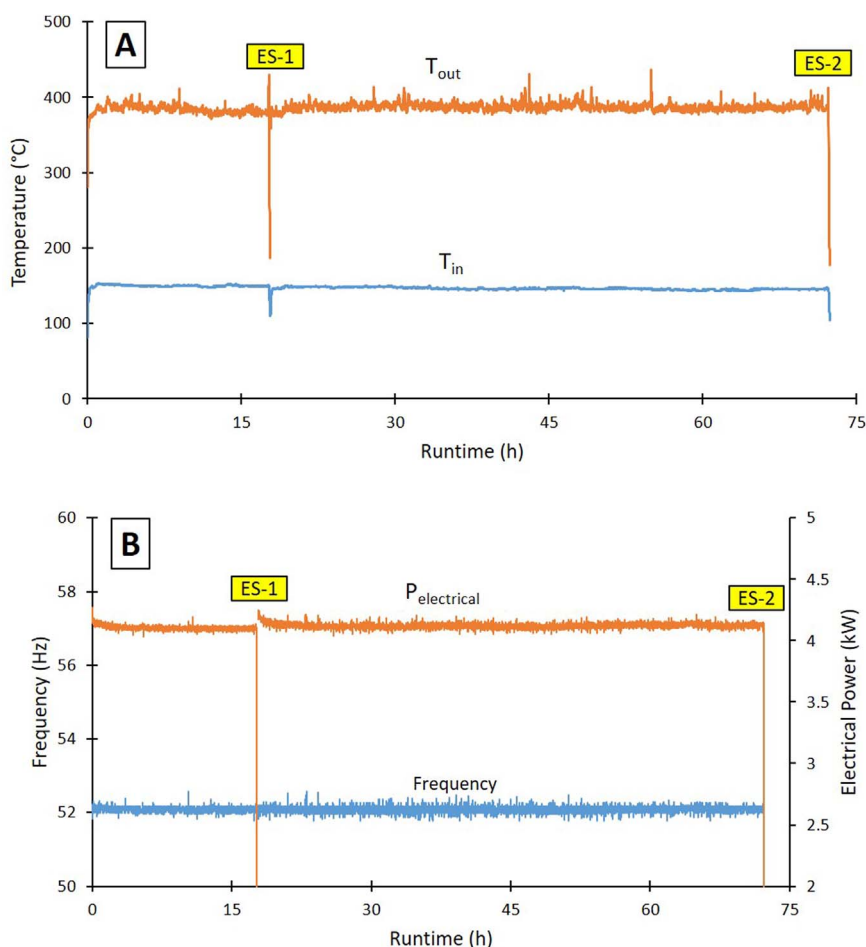 A
500
400
300
200
100
0
Temperature (°C)
ES-1
T_out
ES-2
T_in
0 15 30 45 60 75
Runtime (h)
B
60
58
56
54
52
50
Frequency (Hz)
ES-1
P_electrical
ES-2
Frequency
5
4.5
4
3.5
3
2.5
2
Electrical Power (kW)
0 15 30 45 60 75
Runtime (h)